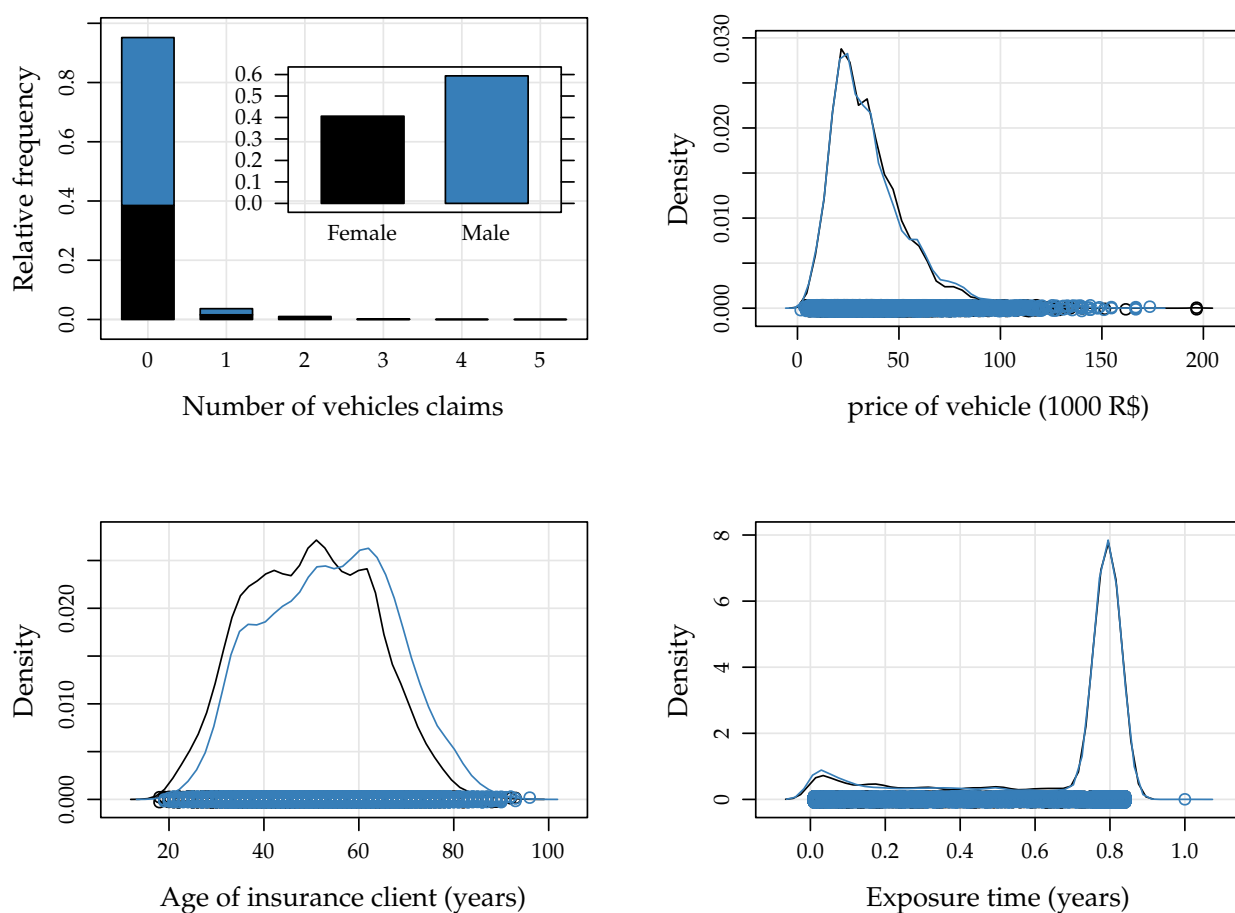 Relative frequency
0.0
0.2
0.4
0.6
0.8
0 1 2 3 4 5
Number of vehicles claims
0.0
0.1
0.2
0.3
0.4
0.5
0.6
Female Male
Density
0.000
0.010
0.020
0.030
0 50 100 150 200
price of vehicle (1000 R$)
Density
0.000
0.010
0.020
20 40 60 80 100
Age of insurance client (years)
Density
0
2
4
6
8
0.0 0.2 0.4 0.6 0.8 1.0
Exposure time (years)